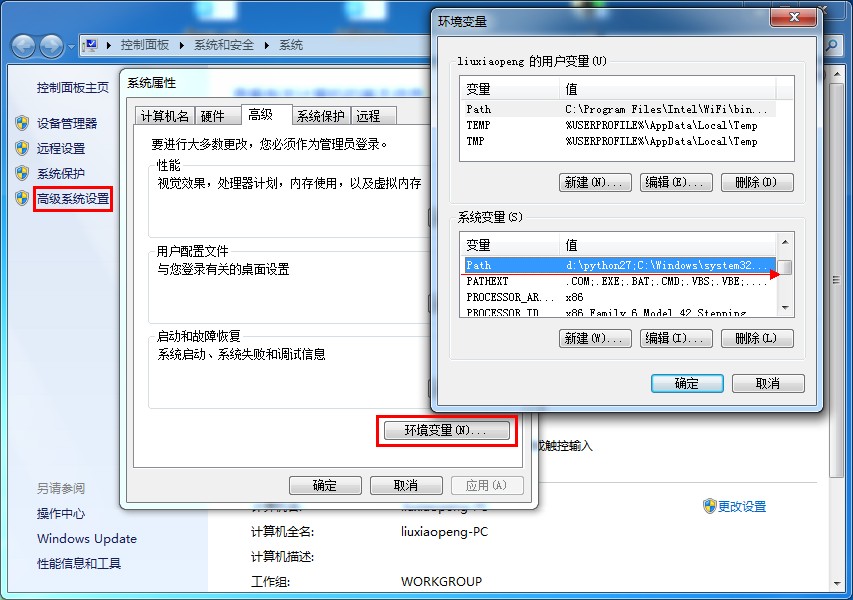 控制面板 ▸ 系统和安全 ▸ 系统
控制面板主页
设备管理器
远程设置
系统保护
高级系统设置
另请参阅
操作中心
Windows Update
性能信息和工具
系统属性
计算机名 硬件 高级 系统保护 远程
要进行大多数更改，您必须作为管理员登录。
性能
视觉效果，处理器计划，内存使用，以及虚拟内存
用户配置文件
与您登录有关的桌面设置
启动和故障恢复
系统启动、系统失败和调试信息
环境变量(N)...
确定 取消 应用(A)
环境变量
liuxiaopeng 的用户变量(U)
变量 值
Path C:\Program Files\Intel\WiFi\bin...
TEMP %USERPROFILE%\AppData\Local\Temp
TMP %USERPROFILE%\AppData\Local\Temp
新建(N)... 编辑(E)... 删除(D)
系统变量(S)
变量 值
Path d:\python27;C:\Windows\system32...
PATHEXT .COM;.EXE;.BAT;.CMD;.VBS;.VBE;....
PROCESSOR_AR... x86
PROCESSOR_ID x86 Family 6 Model 42 Stepping
新建(W)... 编辑(I)... 删除(L)
确定 取消
触控输入
更改设置
计算机全名: liuxiaopeng-PC
计算机描述:
工作组: WORKGROUP